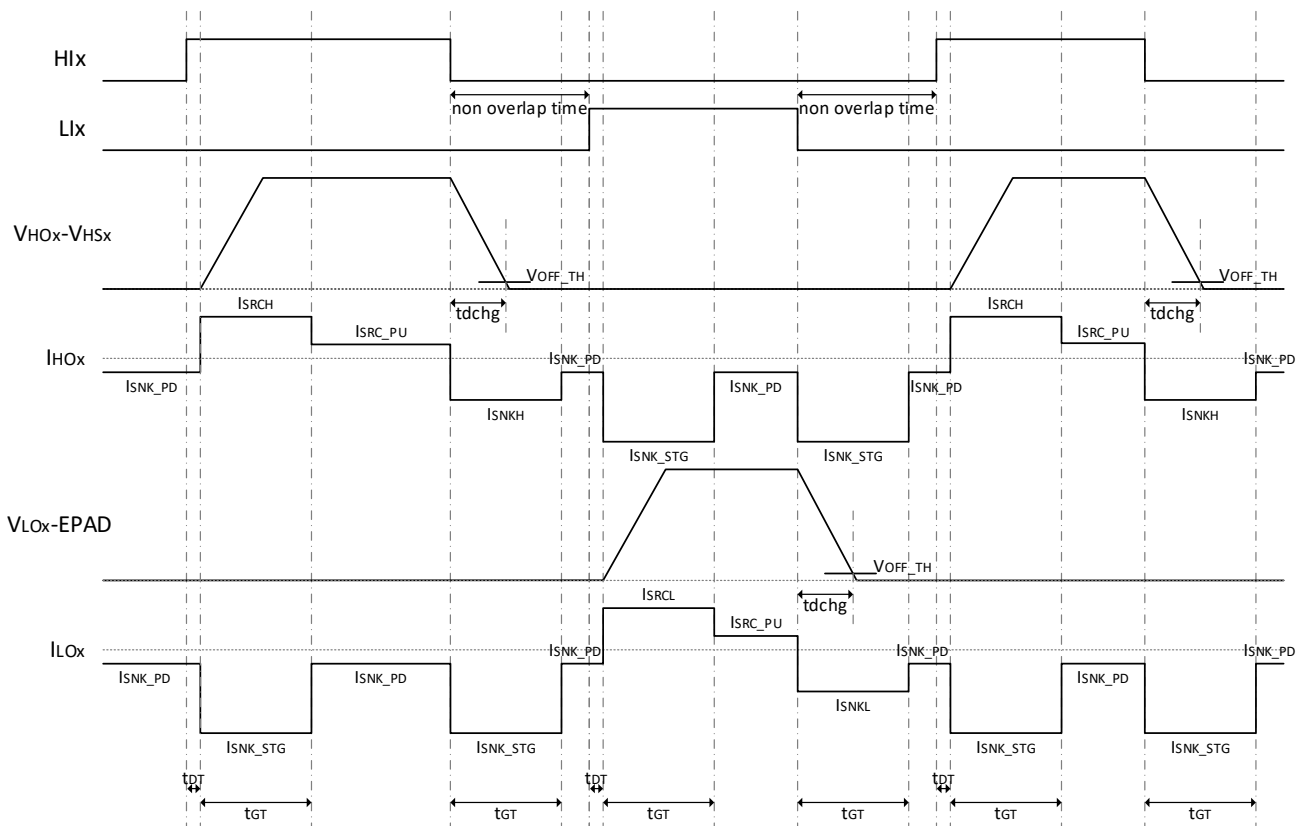 HIx
non overlap time
non overlap time
LIx
VHOx-VHSx
VOFF_TH
VOFF_TH
tdchg
tdchg
ISRCH
ISRCH
ISRC_PU
ISRC_PU
IHOx
ISNK_PD
ISNK_PD
ISNK_PD
ISNK_PD
ISNK_PD
ISNKH
ISNKH
ISNK_STG
ISNK_STG
VLOx-EPAD
VOFF_TH
tdchg
ISRCL
ISRC_PU
ILOx
ISNK_PD
ISNK_PD
ISNK_PD
ISNK_PD
ISNK_PD
ISNK_PD
ISNKL
ISNK_STG
ISNK_STG
ISNK_STG
ISNK_STG
tDT
tDT
tDT
tGT
tGT
tGT
tGT
tGT
tGT